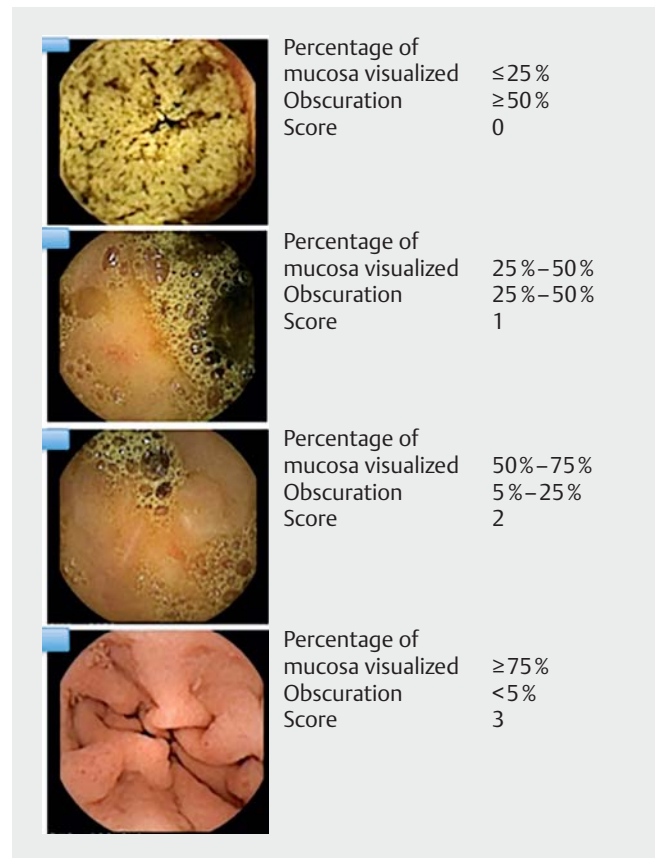 Percentage of
mucosa visualized ≤25 %
Obscuration ≥50 %
Score 0
Percentage of
mucosa visualized 25 %–50 %
Obscuration 25 %–50 %
Score 1
Percentage of
mucosa visualized 50 %–75 %
Obscuration 5 %–25 %
Score 2
Percentage of
mucosa visualized ≥75 %
Obscuration <5 %
Score 3